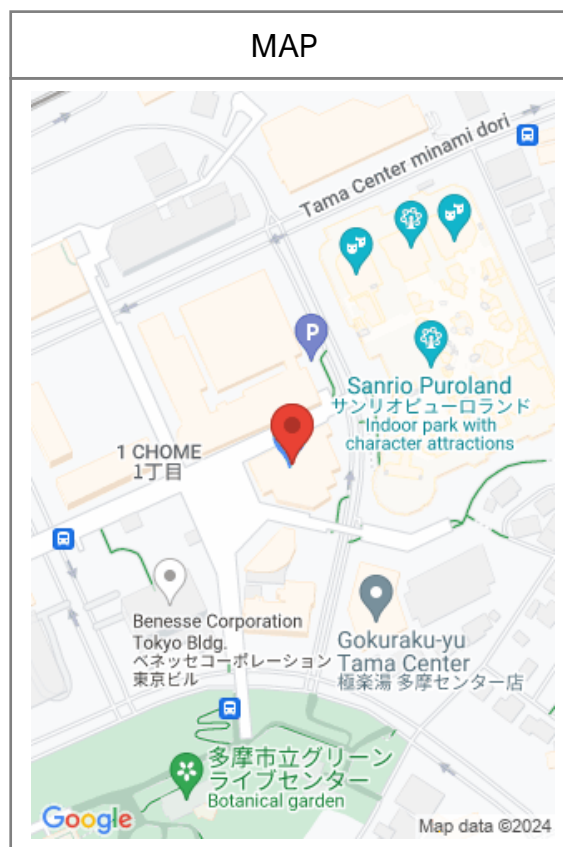 MAP
Tama Center minami dori
P
Sanrio Puroland
サンリオピューロランド
Indoor park with
character attractions
1 CHOME
1丁目
Benesse Corporation
Tokyo Bldg.
ベネッセコーポレーション
東京ビル
Gokuraku-yu
Tama Center
極楽湯 多摩センター店
多摩市立グリーン
ライブセンター
Botanical garden
Google
Map data ©2024